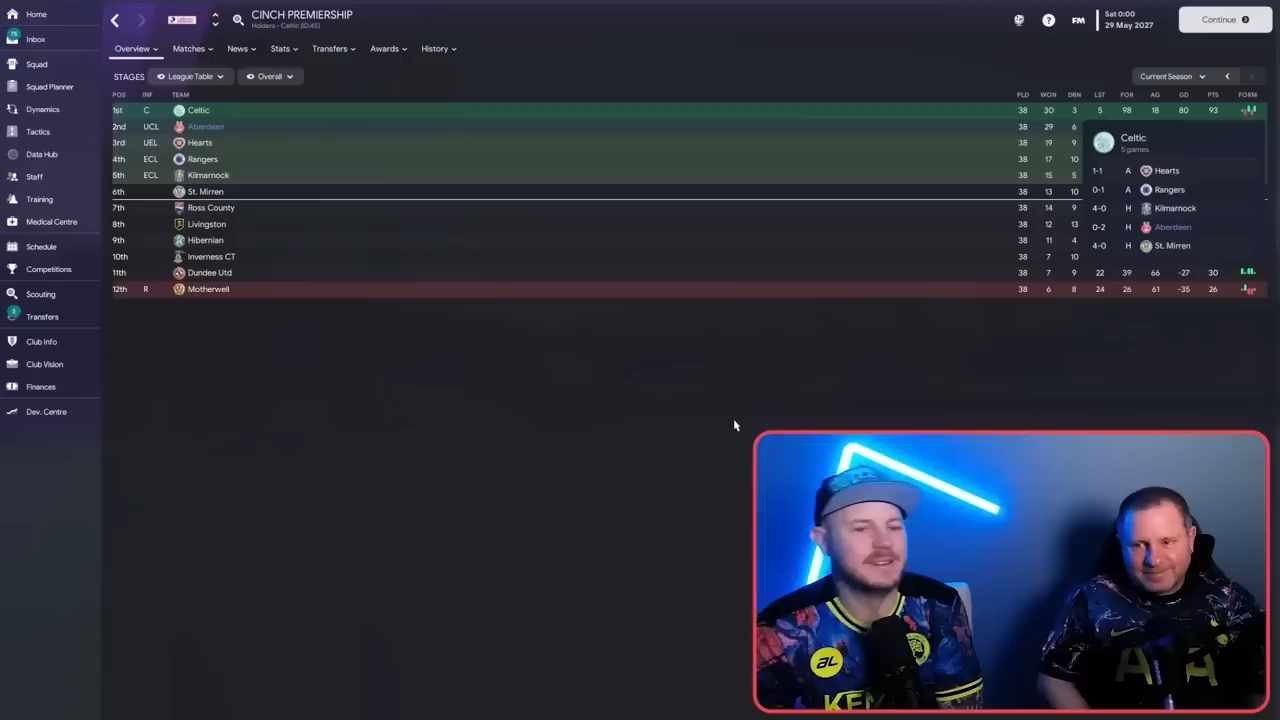 Home
CINCH PREMIERSHIP
Holders - Celtic (ID:45)
FM
Sat 0:00
29 May 2027
Continue
75
Inbox
Overview
Matches
News
Stats
Transfers
Awards
History
Squad
STAGES
League Table
Overall
Current Season
Squad Planner
POS INF TEAM PLD WON DRN LST FOR AG GD PTS FORM
Dynamics
1st C Celtic 38 30 3 5 98 18 80 93
Tactics
2nd UCL Aberdeen 38 29 6
3rd UEL Hearts 38 19 9
Data Hub
4th ECL Rangers 38 17 10
Staff
5th ECL Kilmarnock 38 15 5
6th St. Mirren 38 13 10
Training
7th Ross County 38 14 9
Medical Centre
8th Livingston 38 12 13
9th Hibernian 38 11 4
Schedule
10th Inverness CT 38 7 10
Competitions
11th Dundee Utd 38 7 9 22 39 66 -27 30
12th Motherwell 38 6 8 24 26 61 -35 26
Celtic
5 games
1-1 A Hearts
0-1 A Rangers
4-0 H Kilmarnock
0-2 H Aberdeen
4-0 H St. Mirren
Scouting
3
Transfers
Club Info
Club Vision
Finances
Dev. Centre
AL